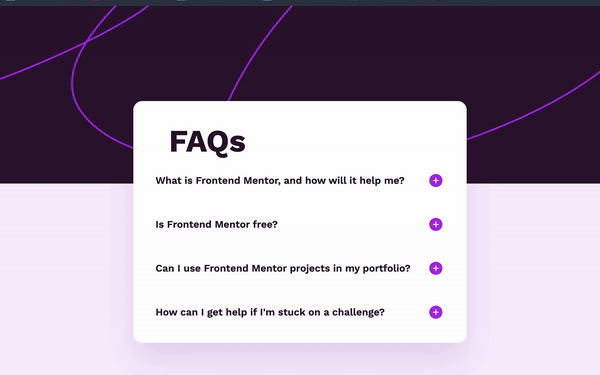 FAQs
What is Frontend Mentor, and how will it help me?
Is Frontend Mentor free?
Can I use Frontend Mentor projects in my portfolio?
How can I get help if I'm stuck on a challenge?